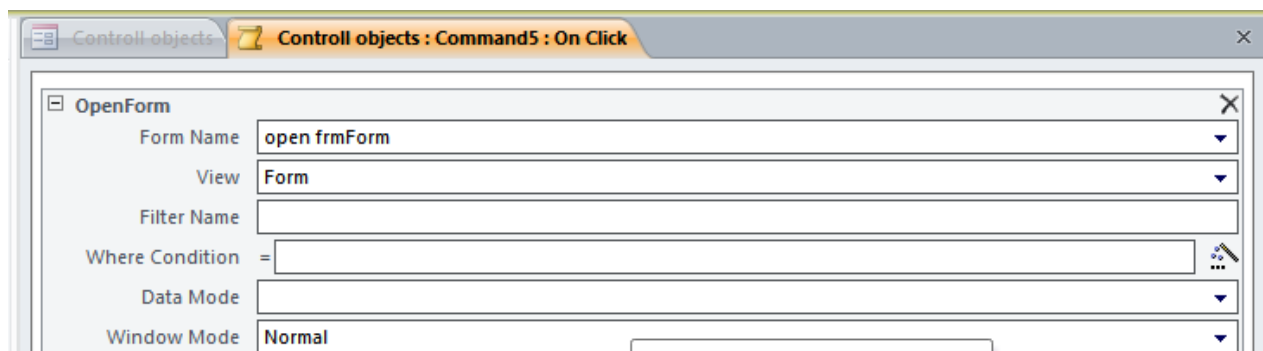 Controll objects Controll objects : Command5 : On Click
OpenForm
Form Name open frmForm
View Form
Filter Name
Where Condition =
Data Mode
Window Mode Normal